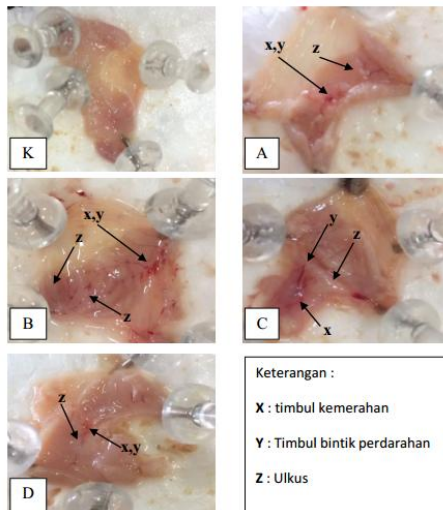 K
x,y
z
A
x,y
z
z
B
y
z
x
C
z
x,y
D
Keterangan :
X : timbul kemerahan
Y : Timbul bintik perdarahan
Z : Ulkus